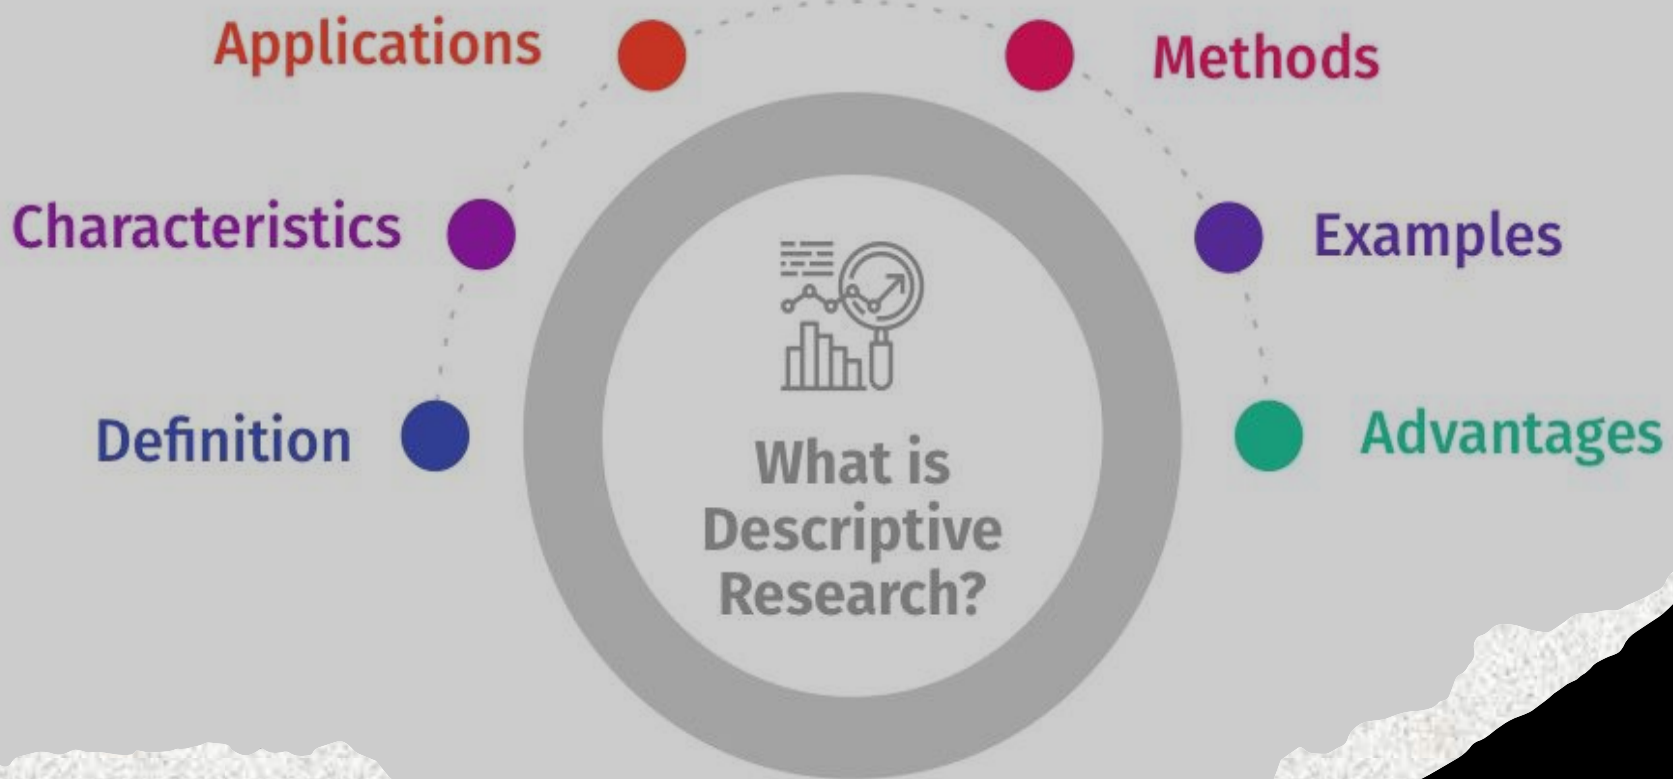 Applications
Methods
Characteristics
Examples
Definition
Advantages
What is
Descriptive
Research?